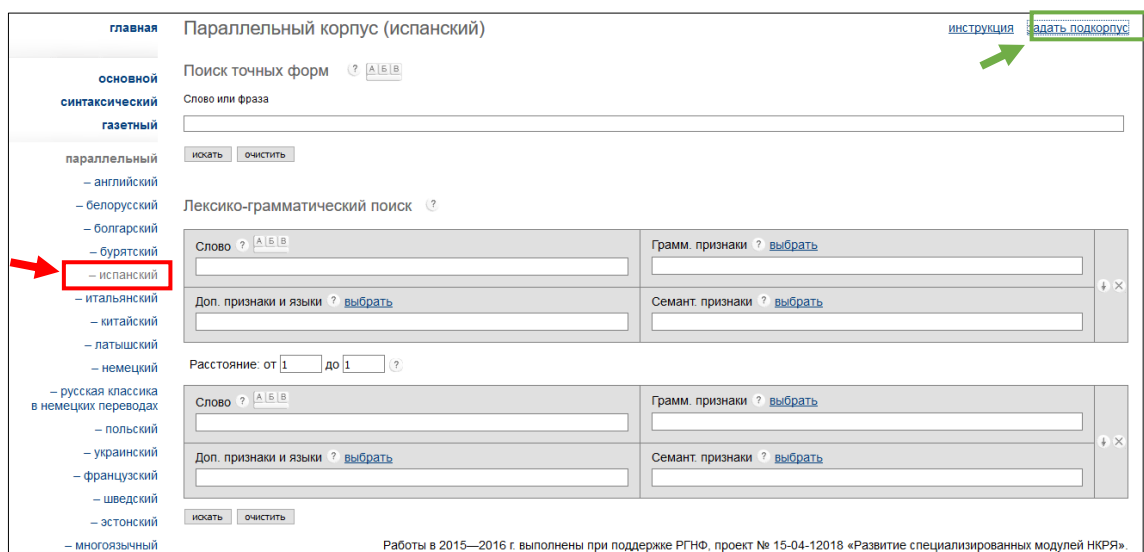 главная
основной
синтаксический
газетный
параллельный
– английский
– белорусский
– болгарский
– бурятский
– испанский
– итальянский
– китайский
– латышский
– немецкий
– русская классика
в немецких переводах
– польский
– украинский
– французский
– шведский
– эстонский
– многоязычный
Параллельный корпус (испанский)
инструкция адать подкорпус
Поиск точных форм ? А Б В
Слово или фраза
искать очистить
Лексико-грамматический поиск ?
Слово ? А Б В
Грамм. признаки ? выбрать
Доп. признаки и языки ? выбрать
Семант. признаки ? выбрать
Расстояние: от 1 до 1 ?
Слово ? А Б В
Грамм. признаки ? выбрать
Доп. признаки и языки ? выбрать
Семант. признаки ? выбрать
искать очистить
Работы в 2015—2016 г. выполнены при поддержке РГНФ, проект № 15-04-12018 «Развитие специализированных модулей НКРЯ».